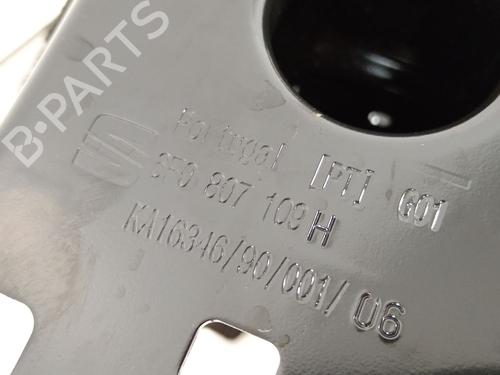 B-PARTS
Portugal [PT] G01
5F0 807 109 H
KA16346/90/001/ 06